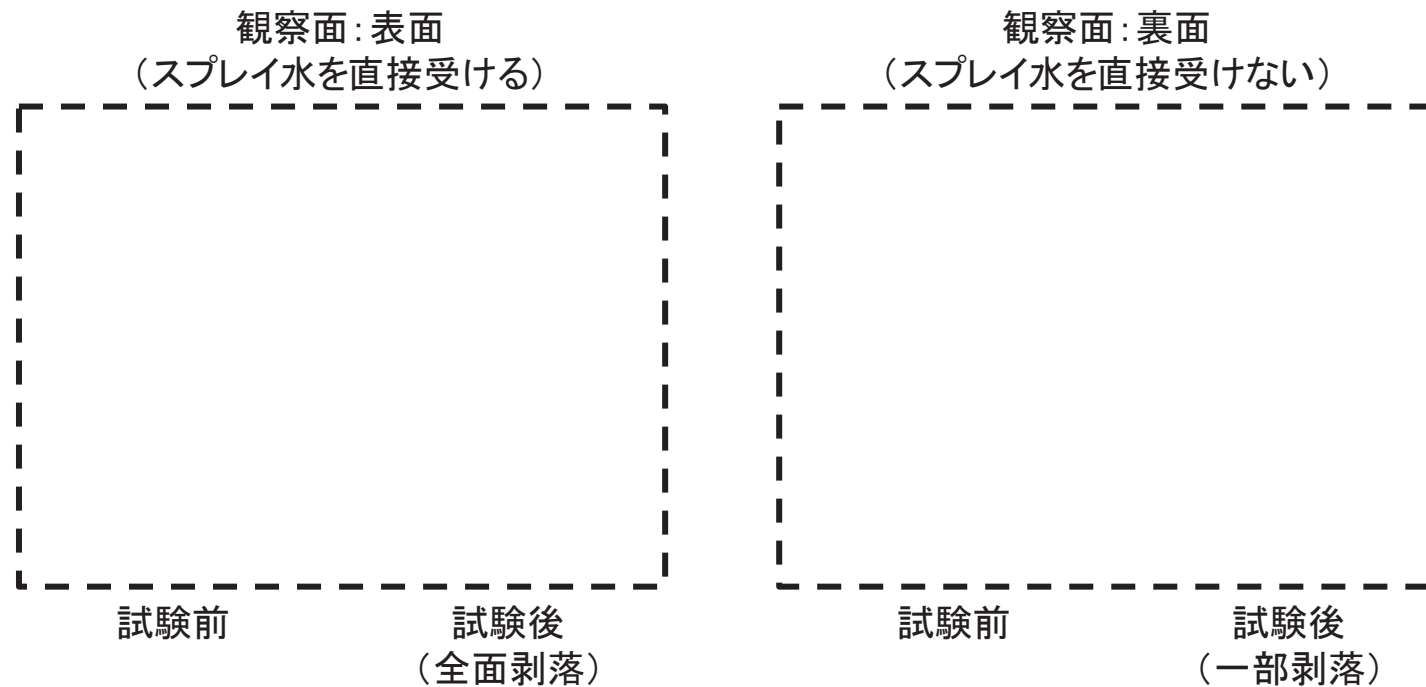 観察面：表面
（スプレイ水を直接受ける）
試験前
試験後
（全面剥落）
観察面：裏面
（スプレイ水を直接受けない）
試験前
試験後
（一部剥落）